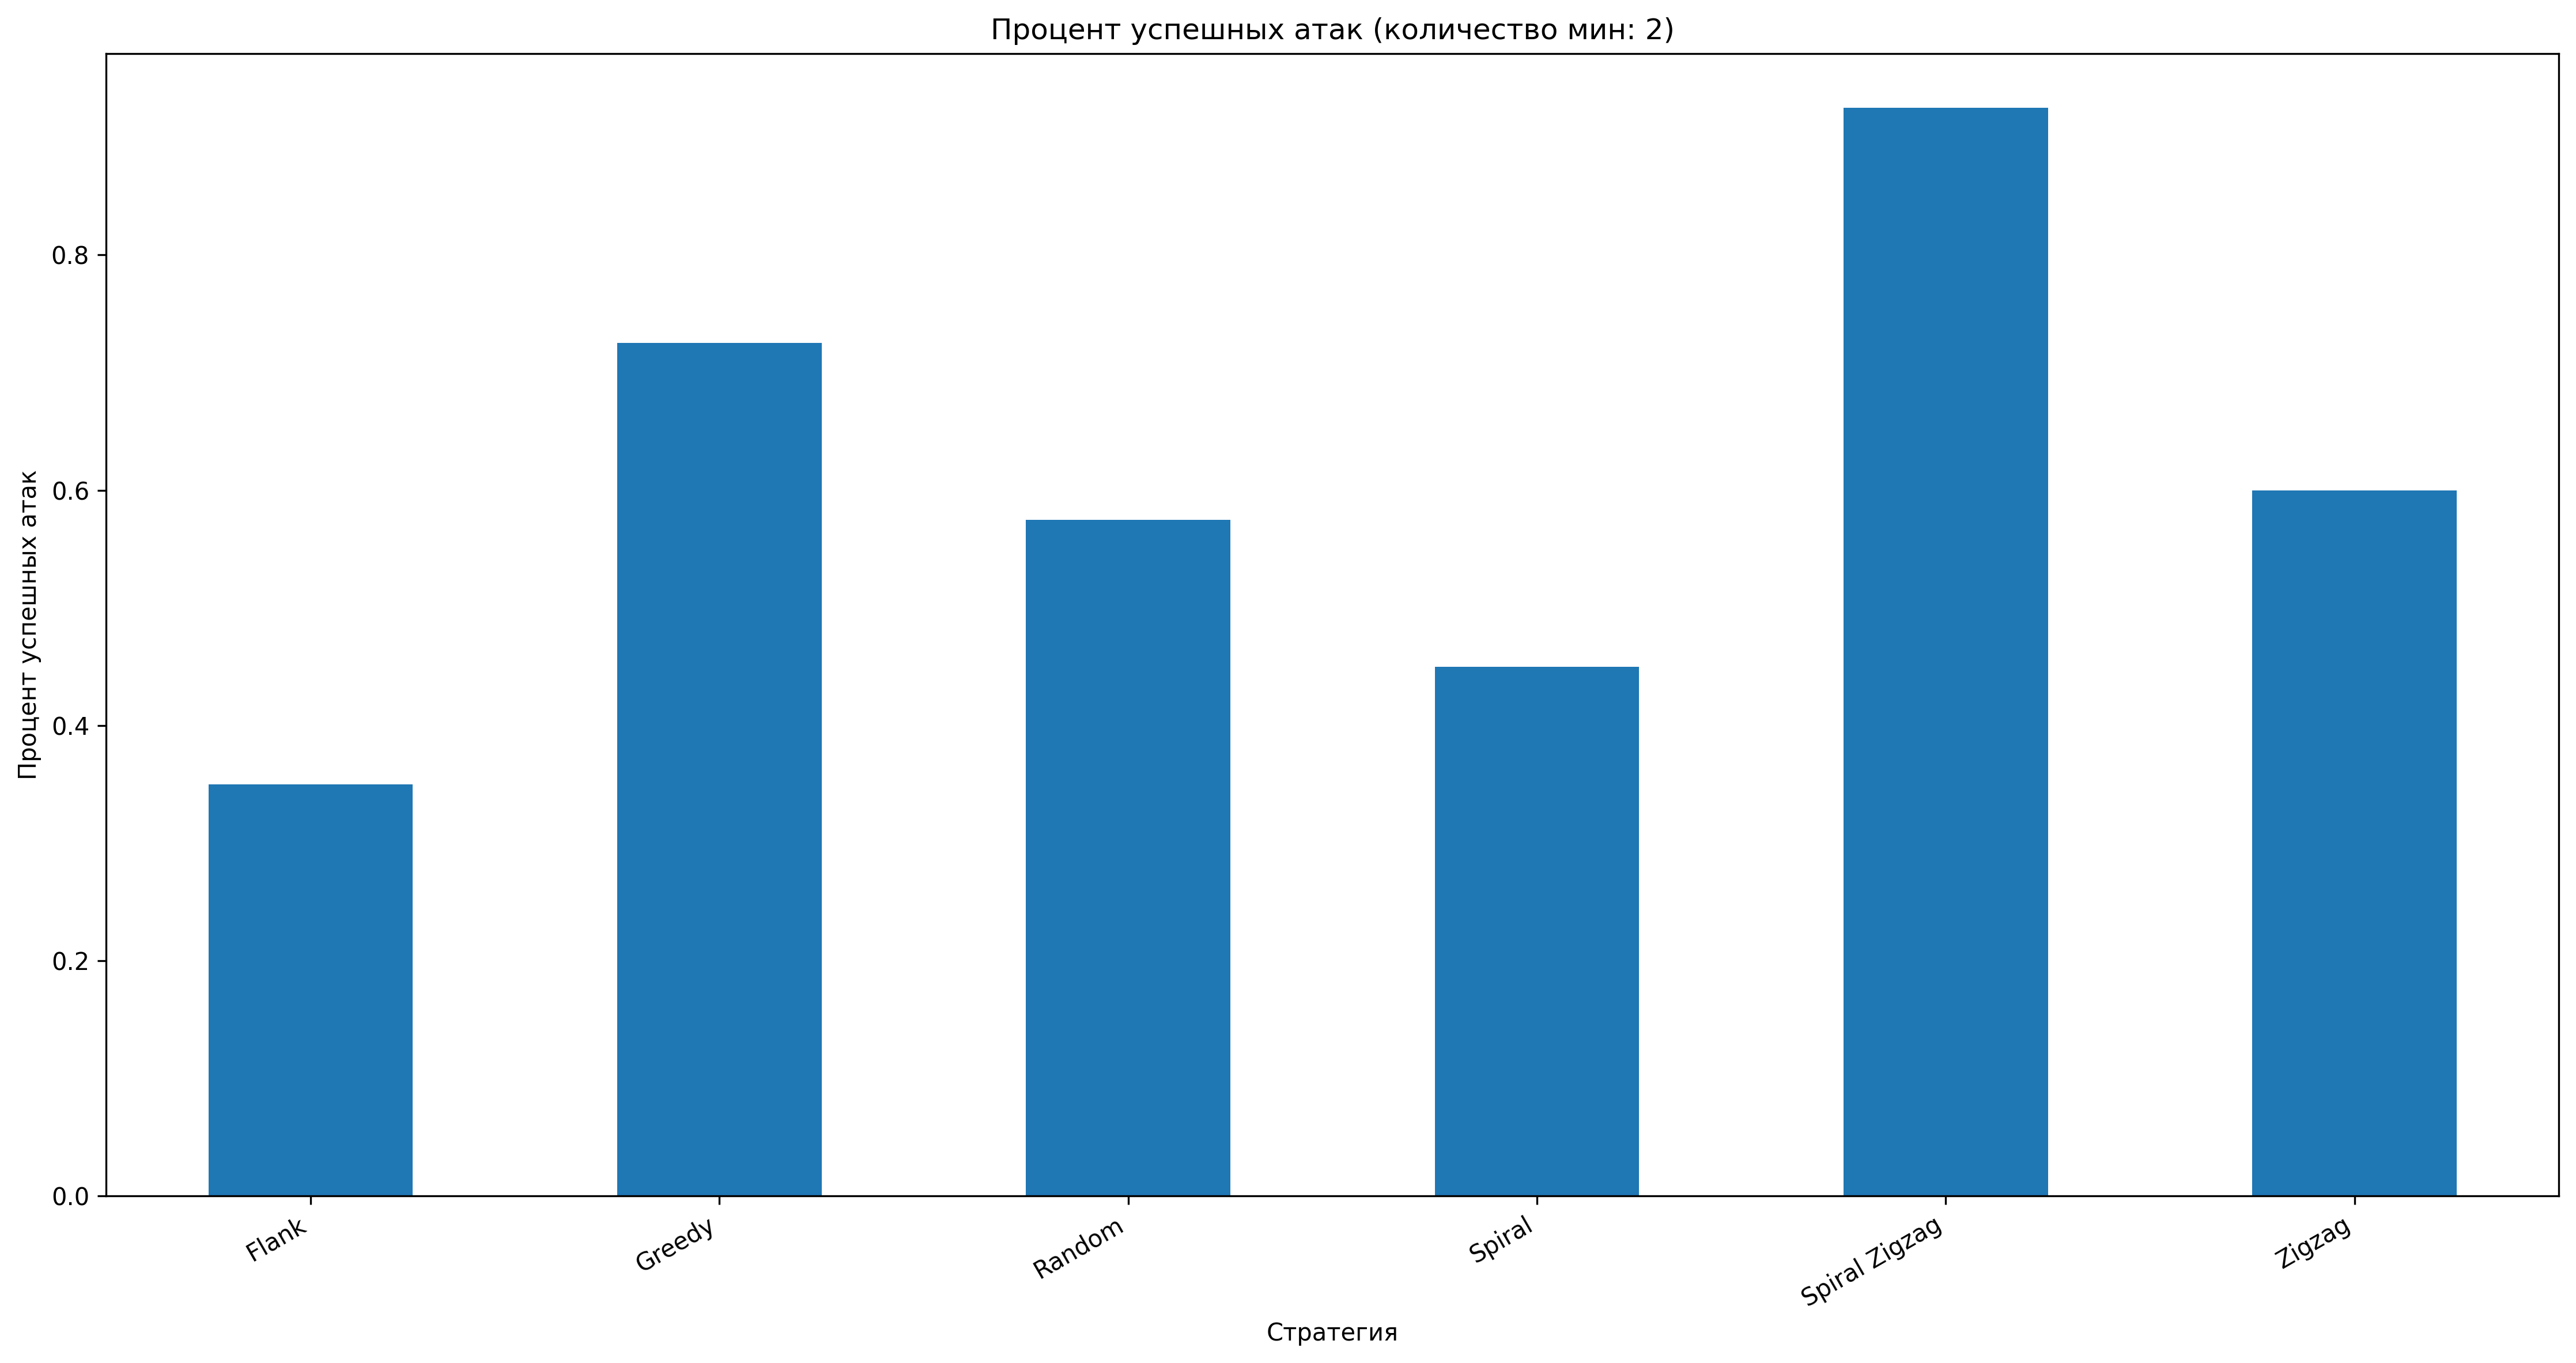 Процент успешных атак (количество мин: 2)
Процент успешных атак
0.8
0.6
0.4
0.2
0.0
Flank
Greedy
Random
Spiral
Spiral Zigzag
Zigzag
Стратегия